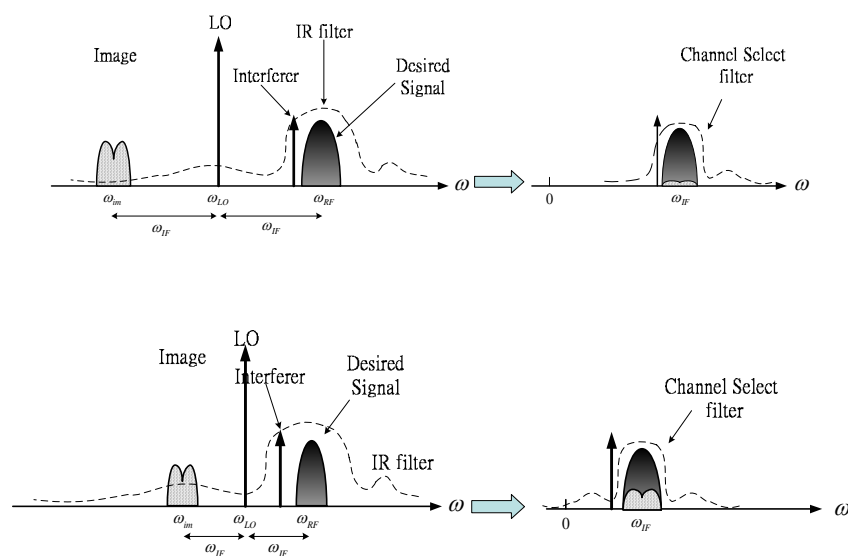 LO
IR filter
Image
Interferer
Desired
Signal
Channel Select
filter
ω
ω
ω_im
ω_LO
ω_RF
0
ω_IF
ω_IF
ω_IF
LO
Image
Interferer
Desired
Signal
Channel Select
filter
IR filter
ω
ω
ω_im
ω_LO
ω_RF
0
ω_IF
ω_IF
ω_IF